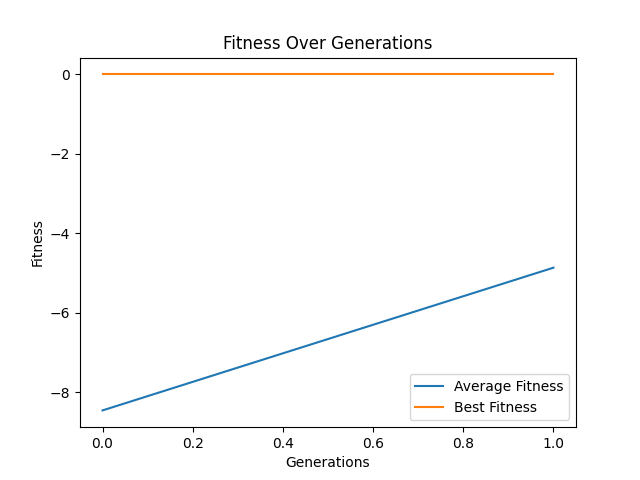 Fitness Over Generations
Fitness
0
−2
−4
−6
−8
0.0 0.2 0.4 0.6 0.8 1.0
Generations
Average Fitness
Best Fitness